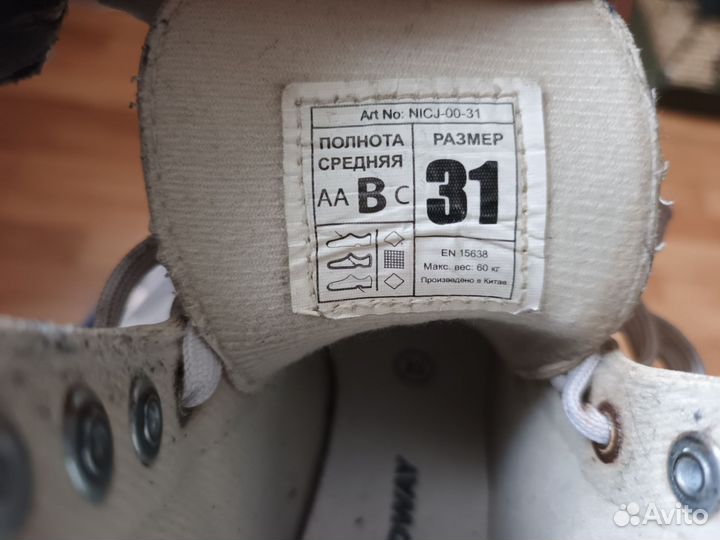 Art No: NICJ-00-31
ПОЛНОТА
СРЕДНЯЯ
AA B C
РАЗМЕР
31
EN 15638
Макс. вес: 60 кг
Произведено в Китае
Avito